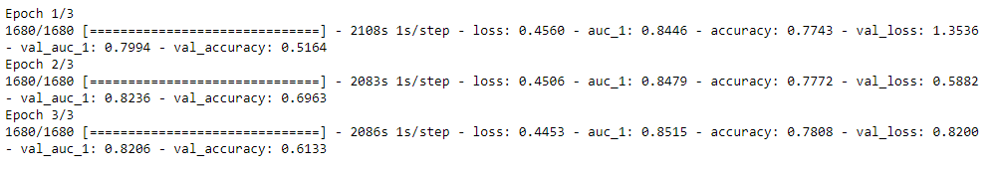 Epoch 1/3
1680/1680 [==============================] - 2108s 1s/step - loss: 0.4560 - auc_1: 0.8446 - accuracy: 0.7743 - val_loss: 1.3536
- val_auc_1: 0.7994 - val_accuracy: 0.5164
Epoch 2/3
1680/1680 [==============================] - 2083s 1s/step - loss: 0.4506 - auc_1: 0.8479 - accuracy: 0.7772 - val_loss: 0.5882
- val_auc_1: 0.8236 - val_accuracy: 0.6963
Epoch 3/3
1680/1680 [==============================] - 2086s 1s/step - loss: 0.4453 - auc_1: 0.8515 - accuracy: 0.7808 - val_loss: 0.8200
- val_auc_1: 0.8206 - val_accuracy: 0.6133